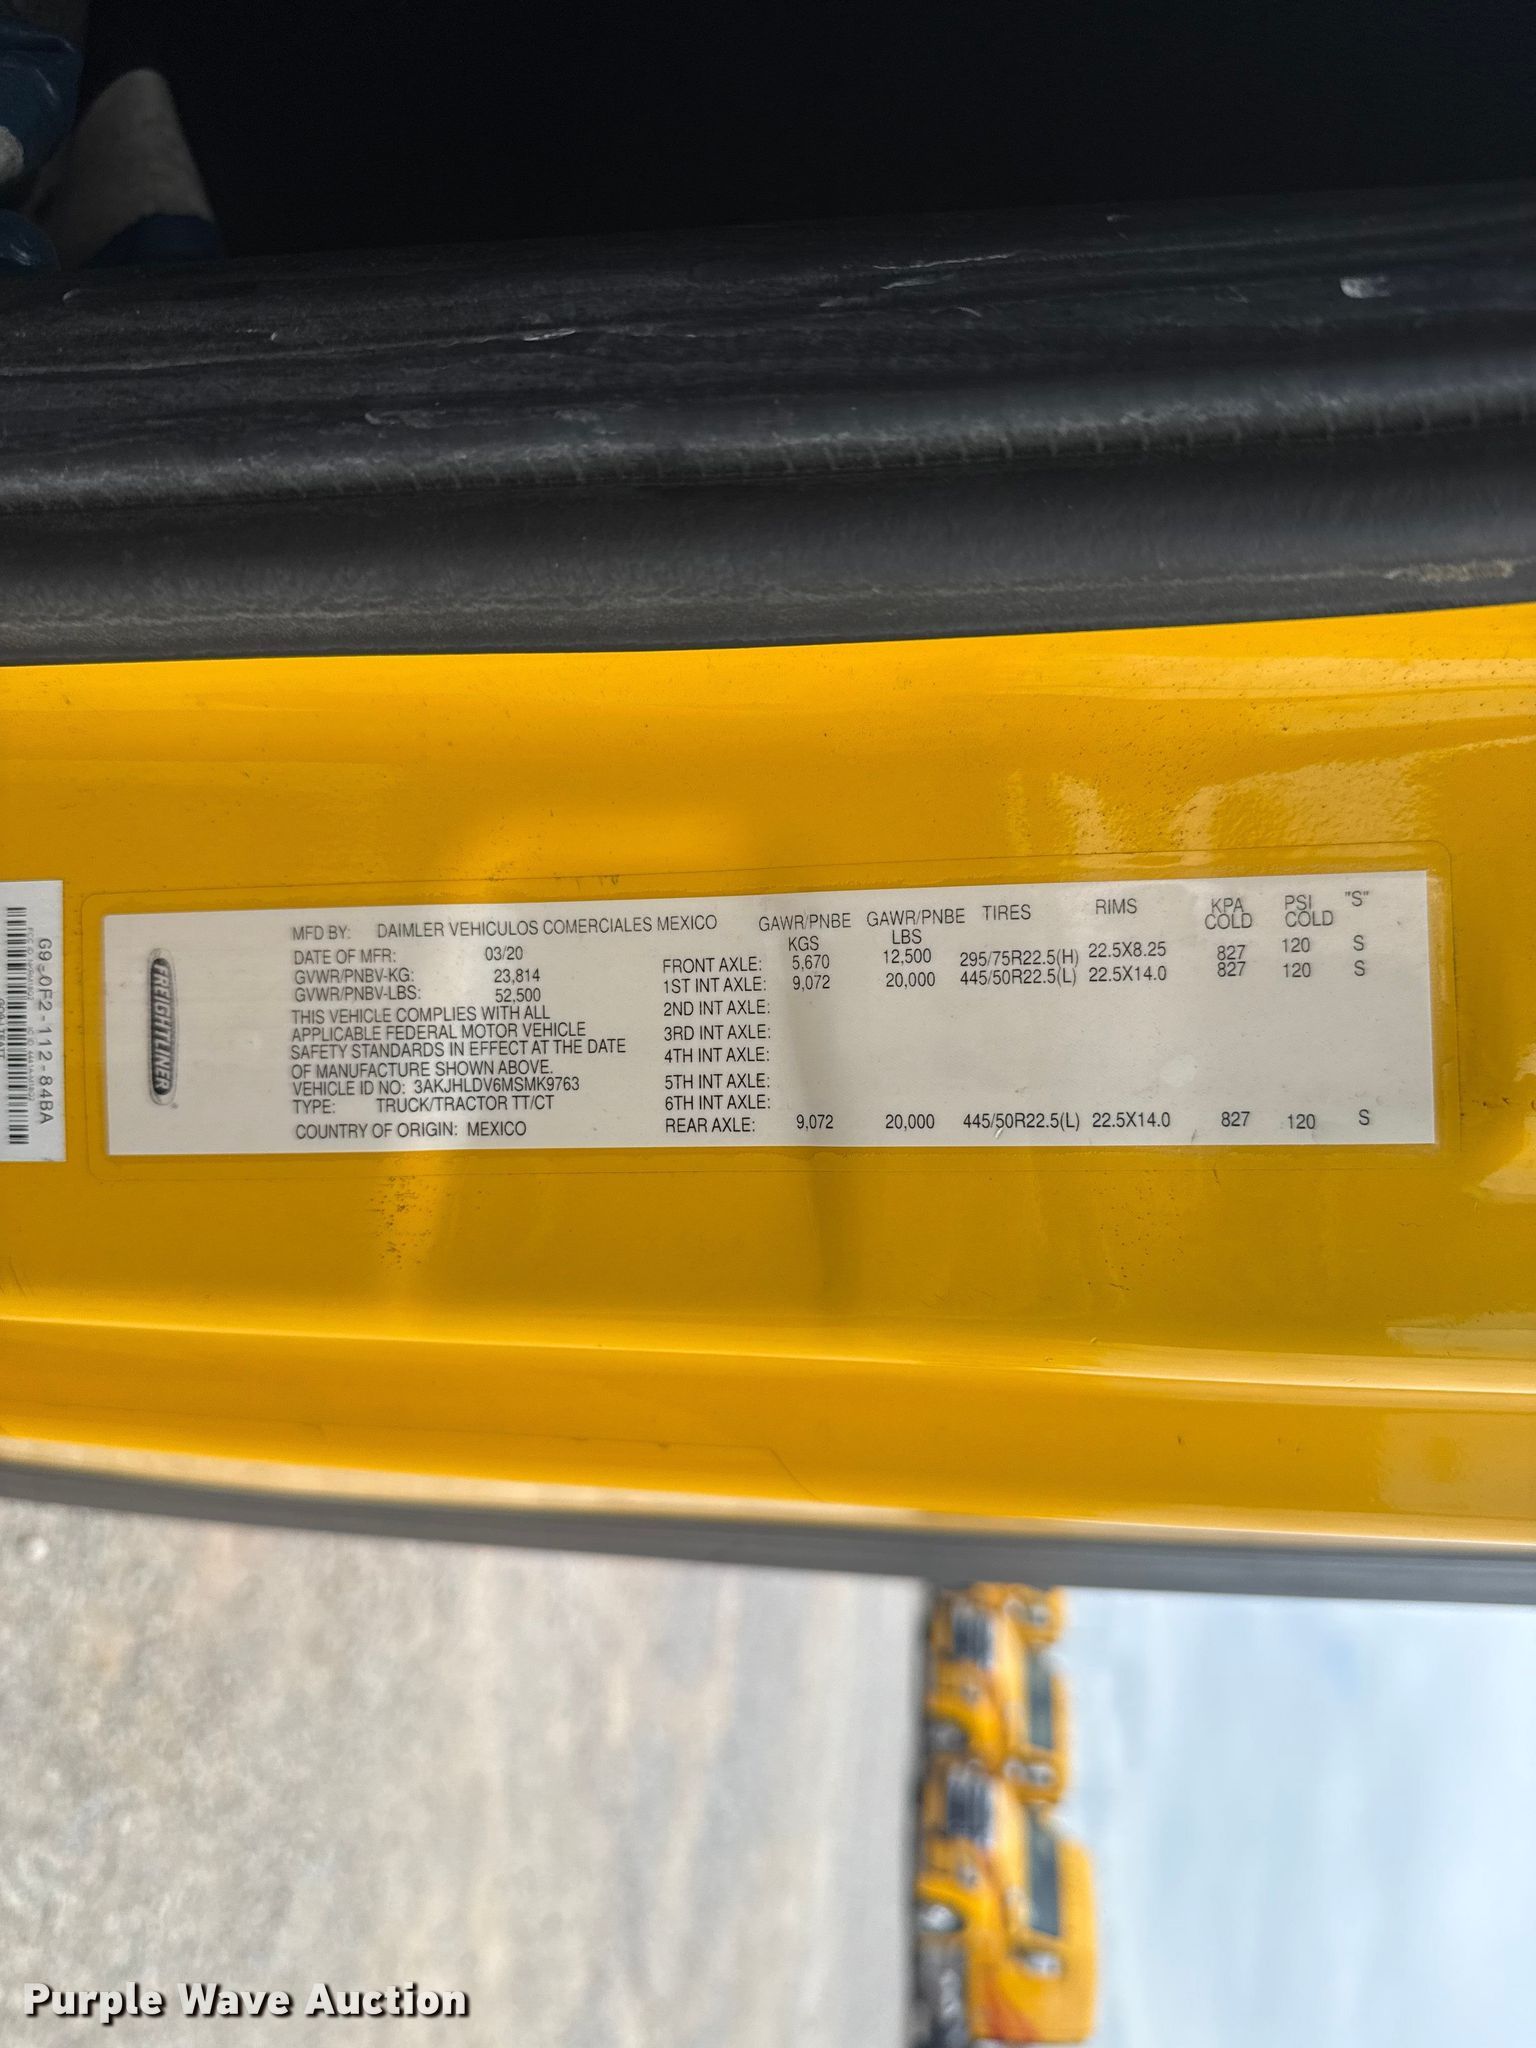 FREIGHTLINER
MFD BY: DAIMLER VEHICULOS COMERCIALES MEXICO
DATE OF MFR: 03/20
GVWR/PNBV-KG: 23,814
GVWR/PNBV-LBS: 52,500
THIS VEHICLE COMPLIES WITH ALL
APPLICABLE FEDERAL MOTOR VEHICLE
SAFETY STANDARDS IN EFFECT AT THE DATE
OF MANUFACTURE SHOWN ABOVE.
VEHICLE ID NO: 3AKJHLDV6MSMK9763
TYPE: TRUCK/TRACTOR TT/CT
COUNTRY OF ORIGIN: MEXICO
GAWR/PNBE KGS GAWR/PNBE LBS TIRES RIMS KPA COLD PSI COLD "S"
FRONT AXLE: 5,670 12,500 295/75R22.5(H) 22.5X8.25 827 120 S
1ST INT AXLE: 9,072 20,000 445/50R22.5(L) 22.5X14.0 827 120 S
2ND INT AXLE:
3RD INT AXLE:
4TH INT AXLE:
5TH INT AXLE:
6TH INT AXLE:
REAR AXLE: 9,072 20,000 445/50R22.5(L) 22.5X14.0 827 120 S
G9-0F2-112-84BA
Purple Wave Auction